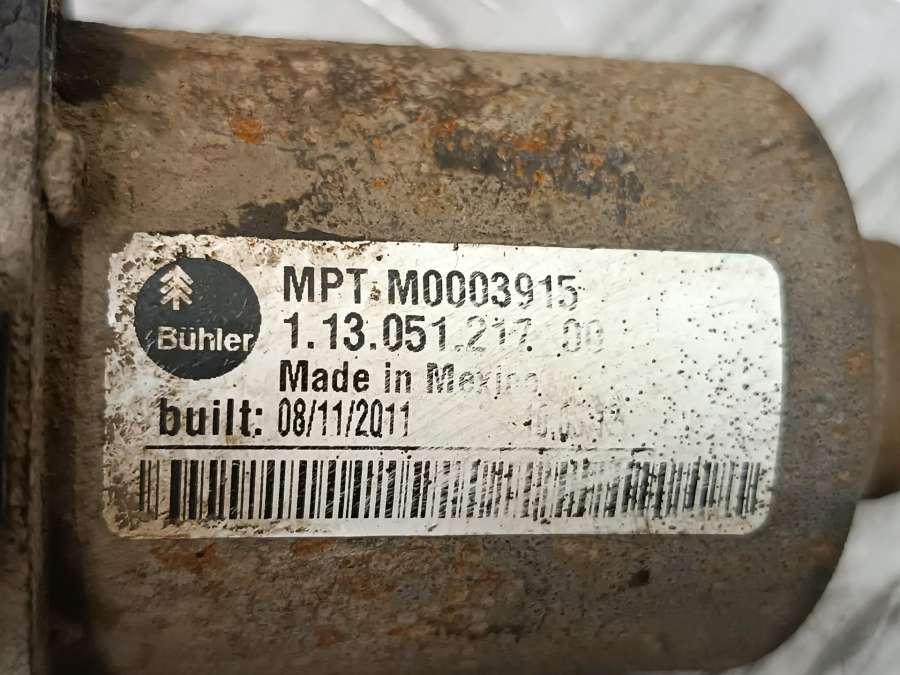 Bühler
MPT M0003915
1.13.051.217.00
Made in Mexico
built: 08/11/2011